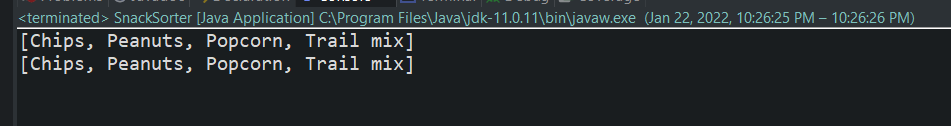 <terminated> SnackSorter [Java Application] C:\Program Files\Java\jdk-11.0.11\bin\javaw.exe (Jan 22, 2022, 10:26:25 PM – 10:26:26 PM)
[Chips, Peanuts, Popcorn, Trail mix]
[Chips, Peanuts, Popcorn, Trail mix]